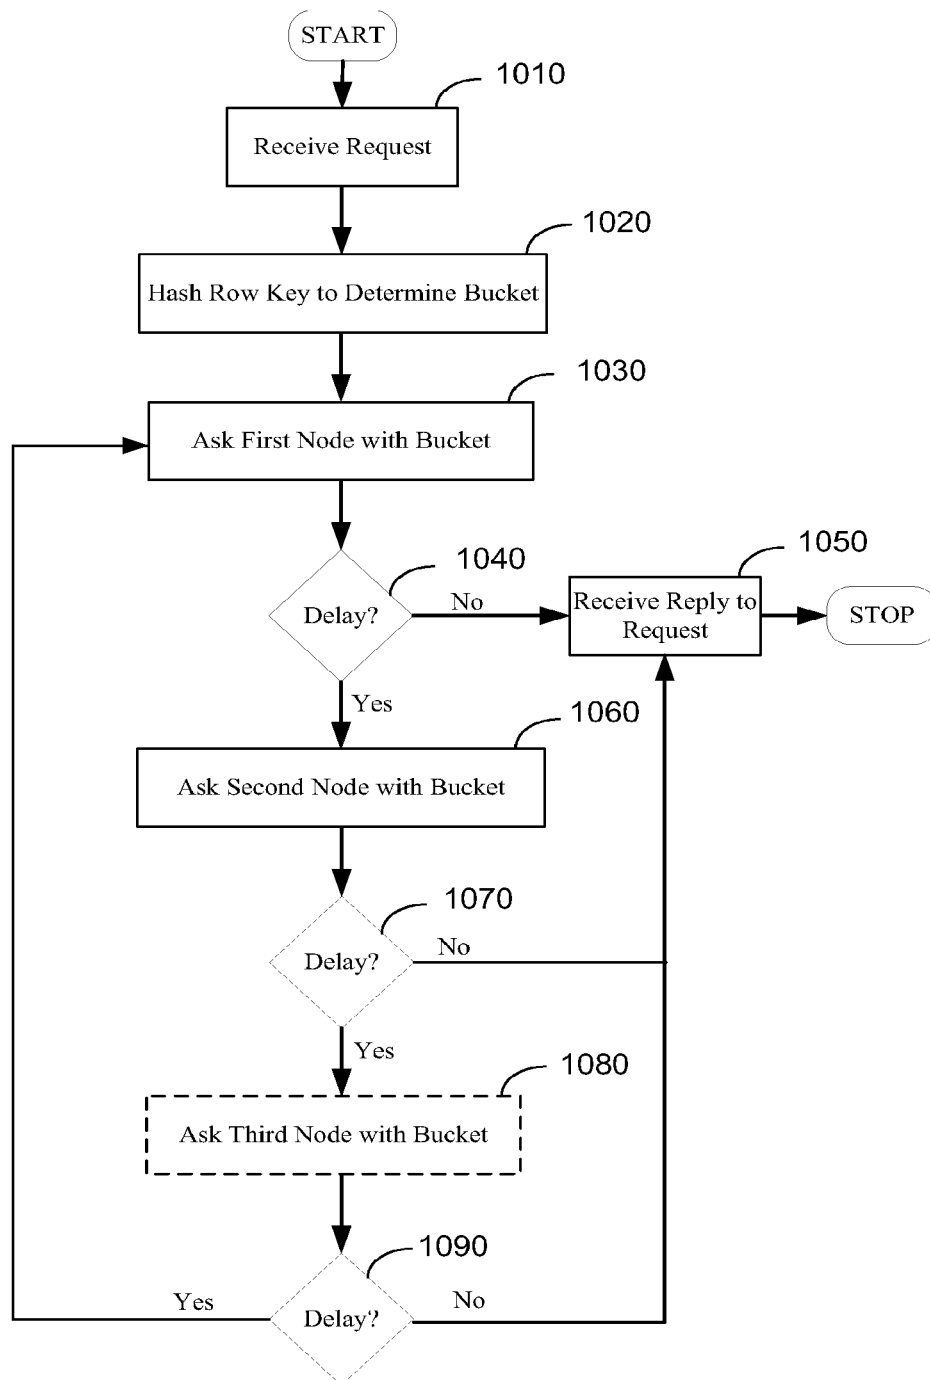 START
1010
Receive Request
1020
Hash Row Key to Determine Bucket
1030
Ask First Node with Bucket
1040
Delay?
No
1050
Receive Reply to
Request
STOP
Yes
1060
Ask Second Node with Bucket
1070
Delay?
No
Yes
1080
Ask Third Node with Bucket
1090
Delay?
Yes
No